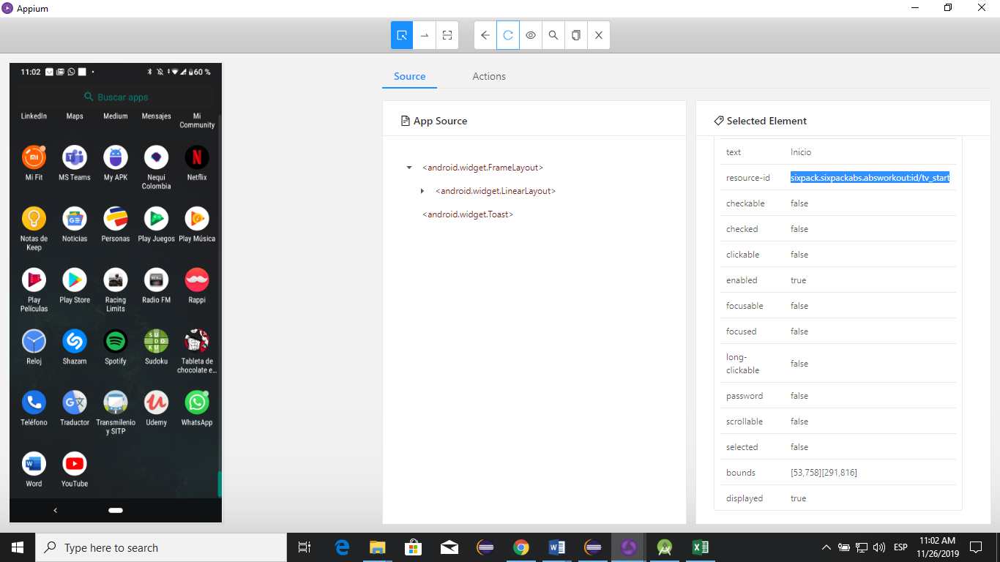 Appium
11:02
60 %
Buscar apps
LinkedIn Maps Medium Mensajes Mi Community
Mi Fit MS Teams My APK Nequi Colombia Netflix
Notas de Keep Noticias Personas Play Juegos Play Música
Play Películas Play Store Racing Limits Radio FM Rappi
Reloj Shazam Spotify Sudoku Tableta de chocolate e...
Teléfono Traductor Transmilenio y SITP Udemy WhatsApp
Word YouTube
Source Actions
App Source
<android.widget.FrameLayout>
<android.widget.LinearLayout>
<android.widget.Toast>
Selected Element
text Inicio
resource-id sixpack.sixpackabs.absworkout:id/tv_start
checkable false
checked false
clickable false
enabled true
focusable false
focused false
long-clickable false
password false
scrollable false
selected false
bounds [53,758][291,816]
displayed true
Type here to search
ESP
11:02 AM
11/26/2019